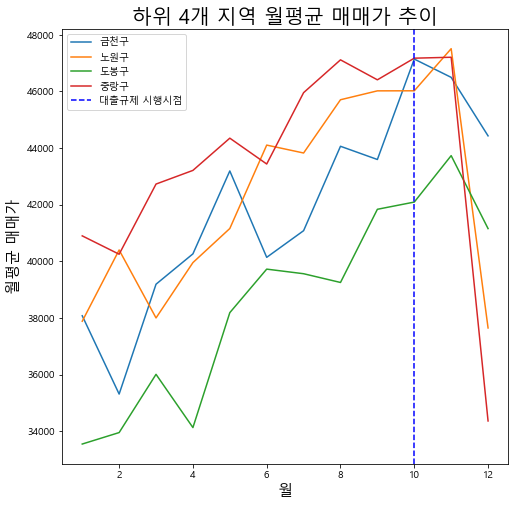 하위 4개 지역 월평균 매매가 추이
금천구
노원구
도봉구
중랑구
대출규제 시행시점
월평균 매매가
48000
46000
44000
42000
40000
38000
36000
34000
2
4
6
8
10
12
월